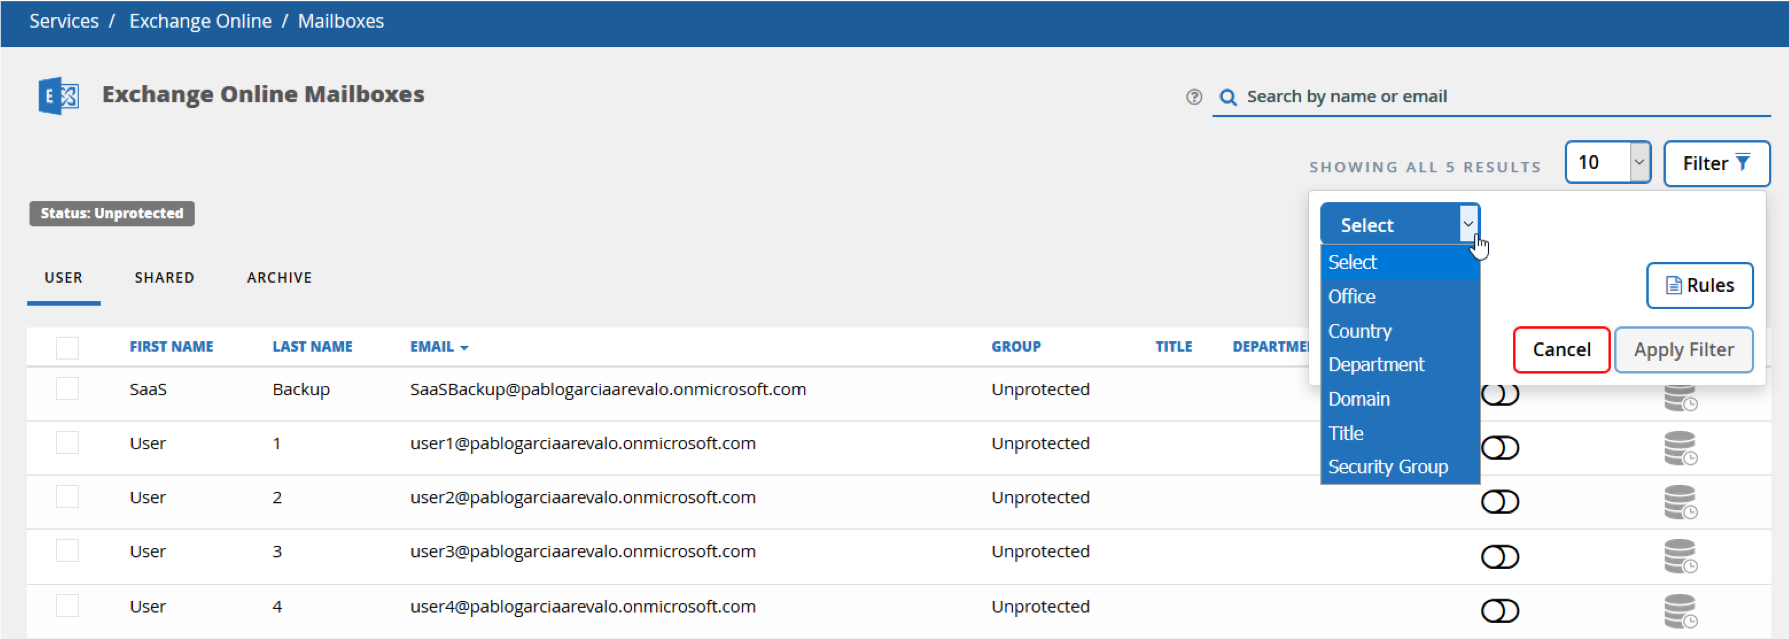 Services / Exchange Online / Mailboxes
Exchange Online Mailboxes
Search by name or email
SHOWING ALL 5 RESULTS
10
Filter
Status: Unprotected
Select
Select
Office
Country
Department
Domain
Title
Security Group
Rules
Cancel
Apply Filter
USER SHARED ARCHIVE
FIRST NAME LAST NAME EMAIL GROUP TITLE DEPARTME
SaaS Backup SaaSBackup@pablogarciaarevalo.onmicrosoft.com Unprotected
User 1 user1@pablogarciaarevalo.onmicrosoft.com Unprotected
User 2 user2@pablogarciaarevalo.onmicrosoft.com Unprotected
User 3 user3@pablogarciaarevalo.onmicrosoft.com Unprotected
User 4 user4@pablogarciaarevalo.onmicrosoft.com Unprotected